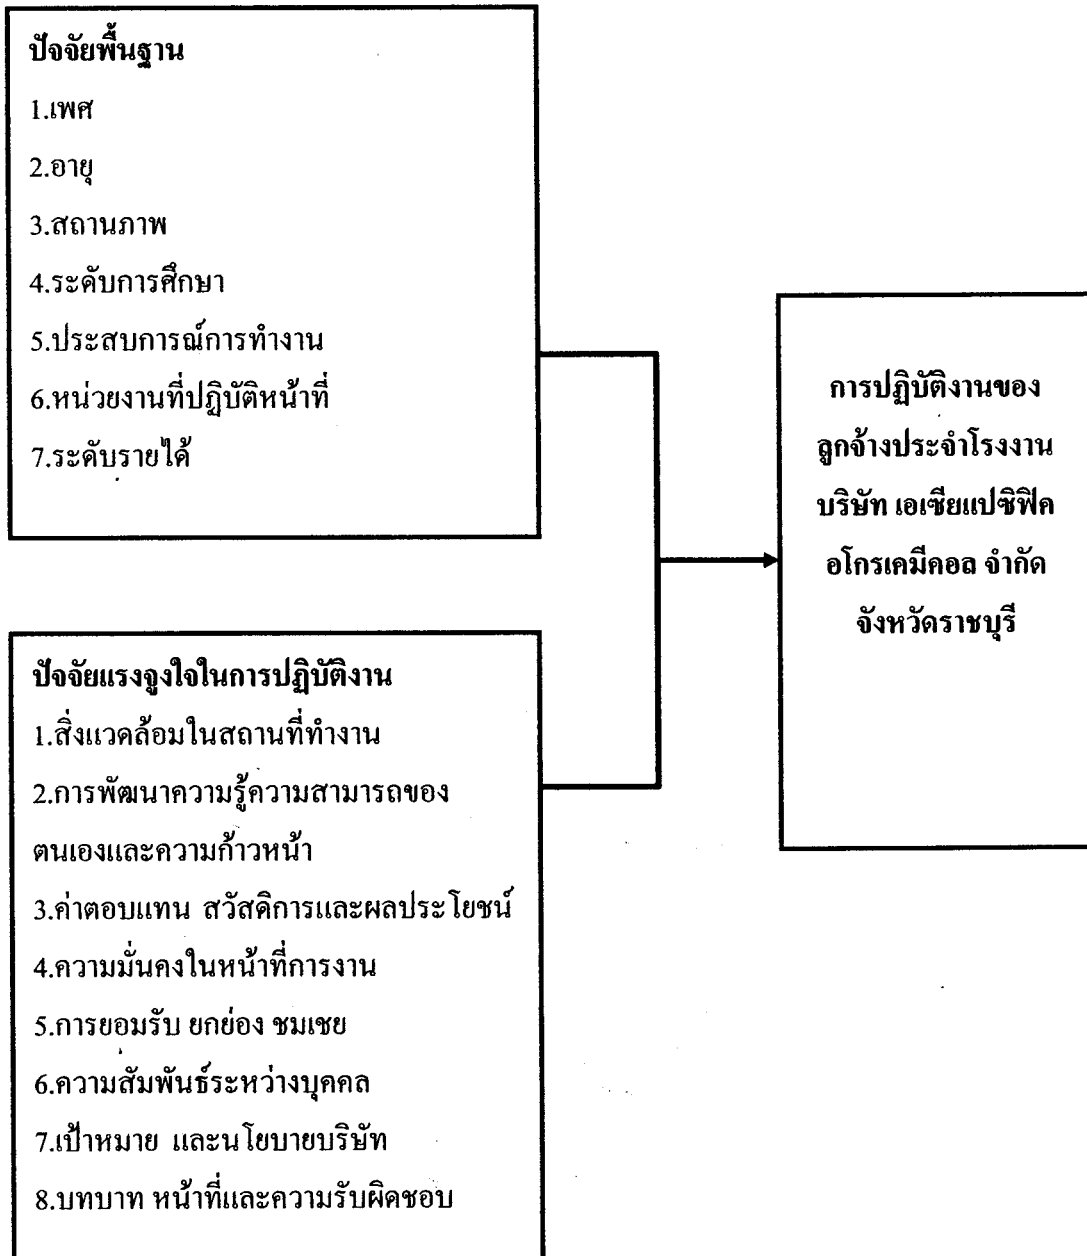 ปัจจัยพื้นฐาน
1.เพศ
2.อายุ
3.สถานภาพ
4.ระดับการศึกษา
5.ประสบการณ์การทำงาน
6.หน่วยงานที่ปฏิบัติหน้าที่
7.ระดับรายได้
การปฏิบัติงานของ
ลูกจ้างประจำโรงงาน
บริษัท เอเซียแปซิฟิค
อโกรเคมีคอล จำกัด
จังหวัดราชบุรี
ปัจจัยแรงจูงใจในการปฏิบัติงาน
1.สิ่งแวดล้อมในสถานที่ทำงาน
2.การพัฒนาความรู้ความสามารถของ
ตนเองและความก้าวหน้า
3.ค่าตอบแทน สวัสดิการและผลประโยชน์
4.ความมั่นคงในหน้าที่การงาน
5.การยอมรับ ยกย่อง ชมเชย
6.ความสัมพันธ์ระหว่างบุคคล
7.เป้าหมาย และนโยบายบริษัท
8.บทบาท หน้าที่และความรับผิดชอบ